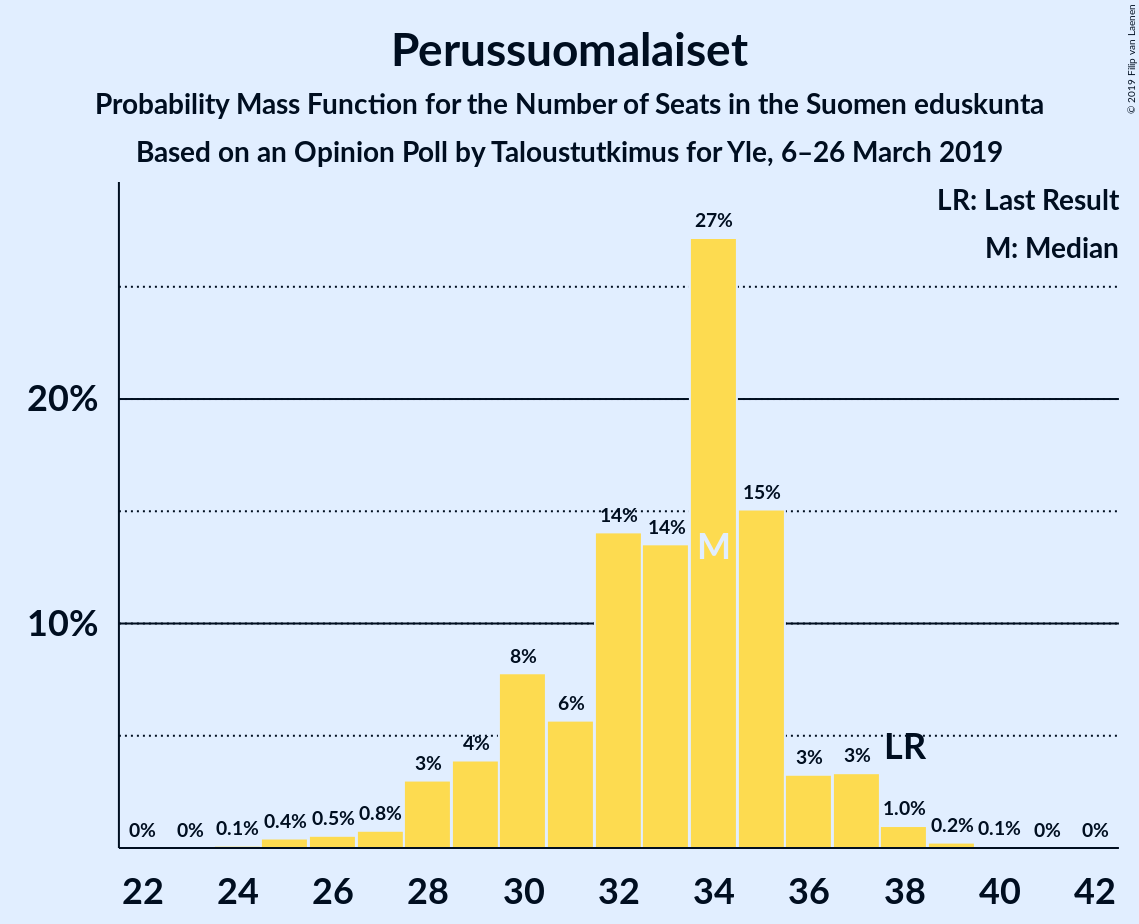 Perussuomalaiset
Probability Mass Function for the Number of Seats in the Suomen eduskunta
Based on an Opinion Poll by Taloustutkimus for Yle, 6–26 March 2019
© 2019 Filip van Laenen
LR: Last Result
M: Median
20%
10%
0% 0% 0.1% 0.4% 0.5% 0.8% 3% 4% 8% 6% 14% 14% 27% 15% 3% 3% 1.0% 0.2% 0.1% 0% 0%
M
LR
22 24 26 28 30 32 34 36 38 40 42